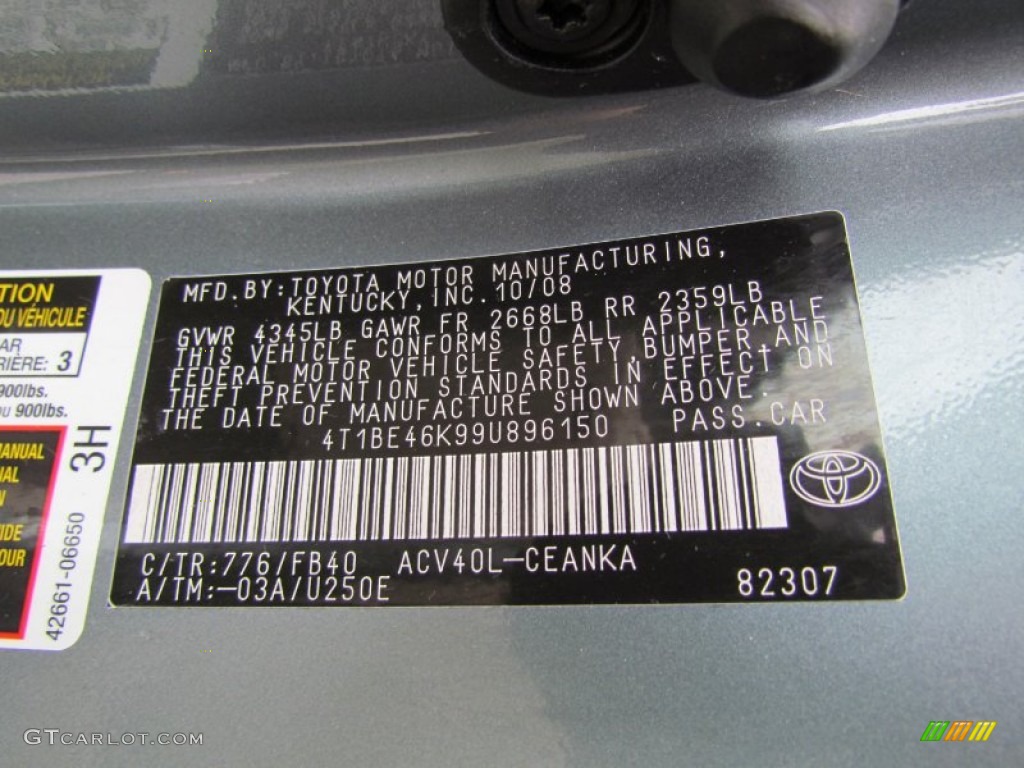 MFD.BY:TOYOTA MOTOR MANUFACTURING,
KENTUCKY,INC.10/08
GVWR 4345LB GAWR FR 2668LB RR 2359LB
THIS VEHICLE CONFORMS TO ALL APPLICABLE
FEDERAL MOTOR VEHICLE SAFETY,BUMPER,AND
THEFT PREVENTION STANDARDS IN EFFECT ON
THE DATE OF MANUFACTURE SHOWN ABOVE.
4T1BE46K99U896150 PASS.CAR
C/TR:776/FB40 ACV40L-CEANKA
A/TM:-03A/U250E 82307
TION
DU VÉHICULE
AR
RIÈRE: 3
900lbs.
ou 900lbs.
MANUAL
3H
42661-06650
GTCARLOT.COM